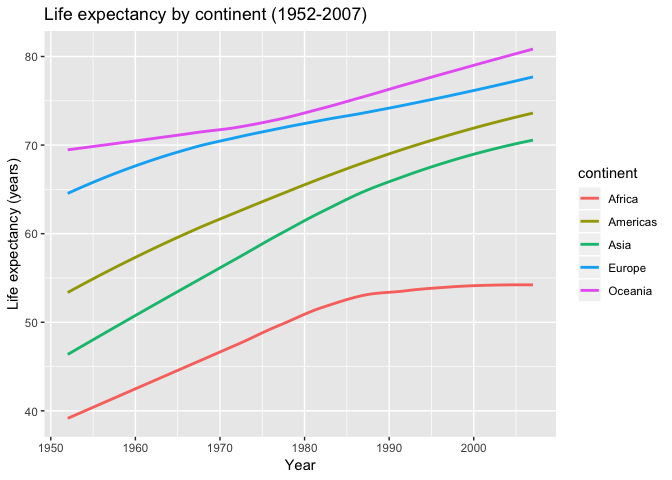 Life expectancy by continent (1952-2007)
80
70
60
50
40
Life expectancy (years)
1950 1960 1970 1980 1990 2000
Year
continent
Africa
Americas
Asia
Europe
Oceania